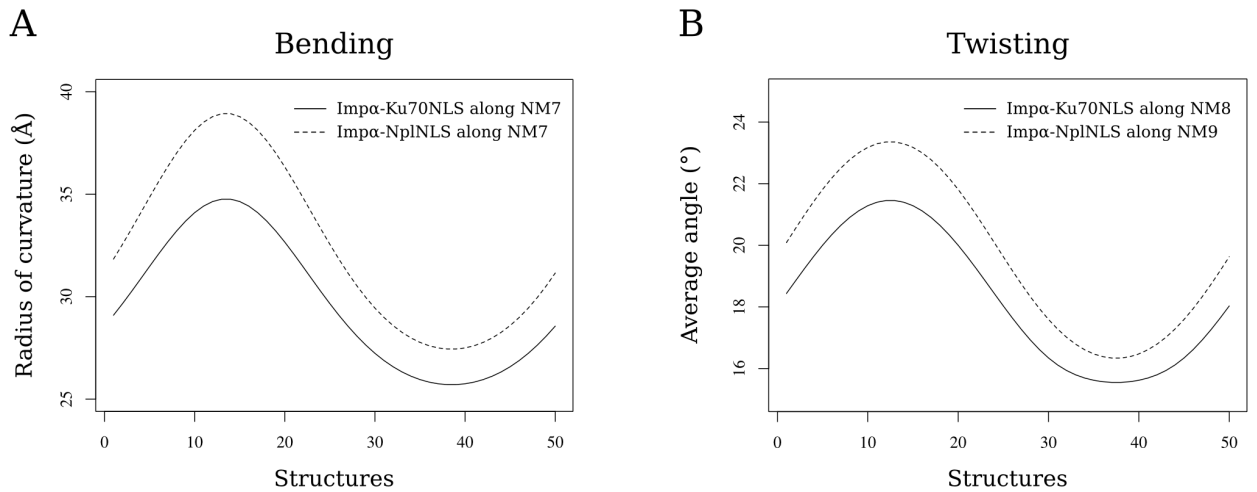 A
Bending
Radius of curvature (Å)
40
35
30
25
Impα-Ku70NLS along NM7
Impα-NplNLS along NM7
0 10 20 30 40 50
Structures
B
Twisting
Average angle (°)
24
22
20
18
16
Impα-Ku70NLS along NM8
Impα-NplNLS along NM9
0 10 20 30 40 50
Structures